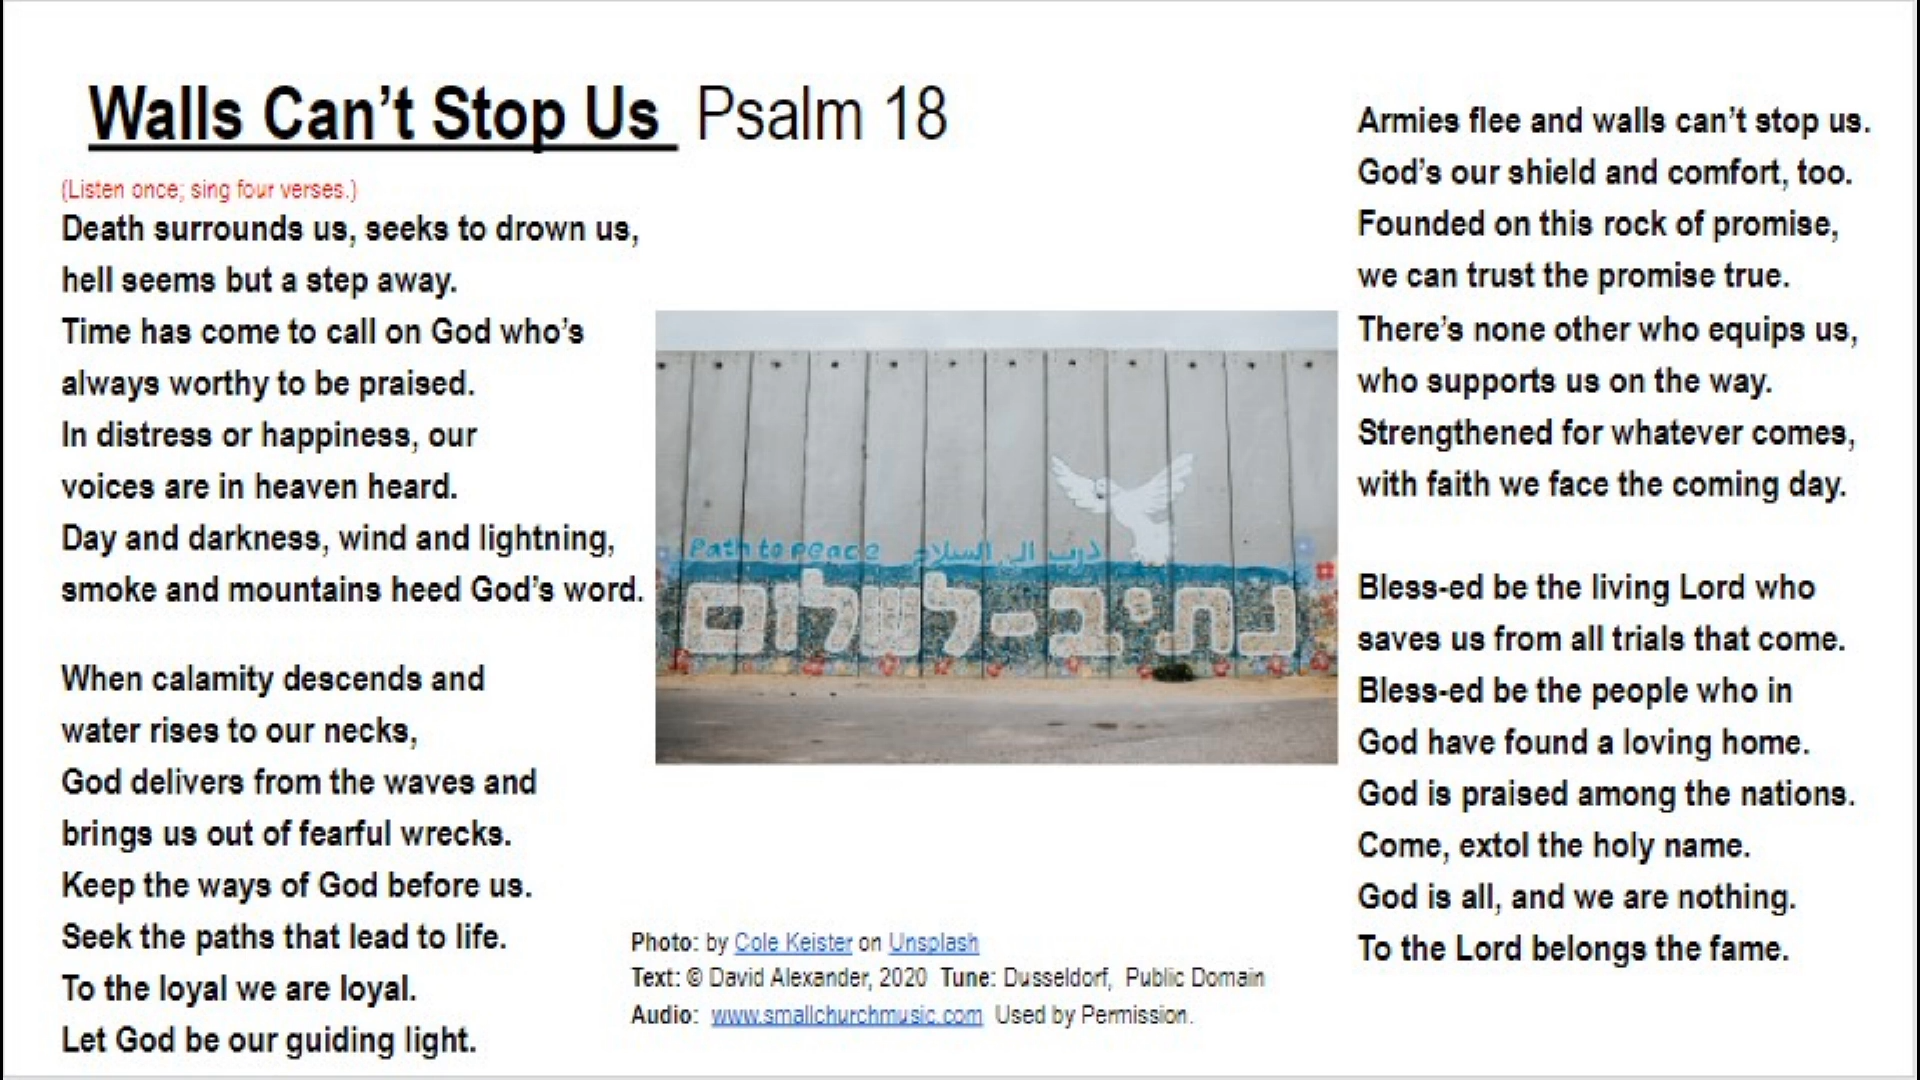 Walls Can't Stop Us Psalm 18
(Listen once; sing four verses.)
Death surrounds us, seeks to drown us,
hell seems but a step away.
Time has come to call on God who's
always worthy to be praised.
In distress or happiness, our
voices are in heaven heard.
Day and darkness, wind and lightning,
smoke and mountains heed God's word.
When calamity descends and
water rises to our necks,
God delivers from the waves and
brings us out of fearful wrecks.
Keep the ways of God before us.
Seek the paths that lead to life.
To the loyal we are loyal.
Let God be our guiding light.
Path to peace درب الى السلام
נתיב-לשלום
Photo: by Cole Keister on Unsplash
Text: © David Alexander, 2020 Tune: Dusseldorf, Public Domain
Audio: www.smallchurchmusic.com Used by Permission.
Armies flee and walls can't stop us.
God's our shield and comfort, too.
Founded on this rock of promise,
we can trust the promise true.
There's none other who equips us,
who supports us on the way.
Strengthened for whatever comes,
with faith we face the coming day.
Bless-ed be the living Lord who
saves us from all trials that come.
Bless-ed be the people who in
God have found a loving home.
God is praised among the nations.
Come, extol the holy name.
God is all, and we are nothing.
To the Lord belongs the fame.